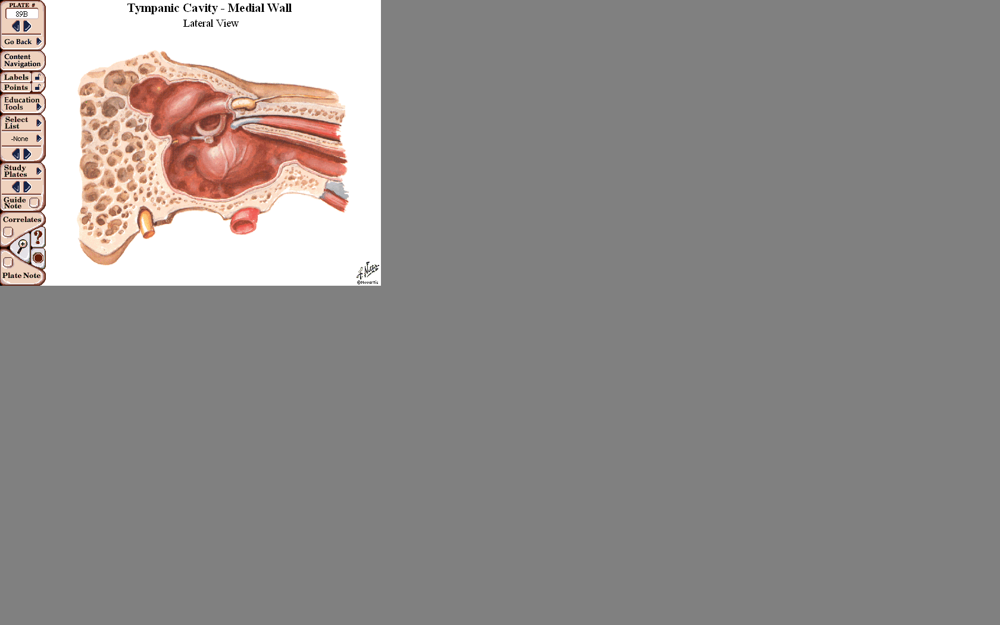 PLATE #
89B
Go Back
Content
Navigation
Labels
Points
Education
Tools
Select
List
-None
Study
Plates
Guide
Note
Correlates
?
Plate Note
Tympanic Cavity - Medial Wall
Lateral View
F. Netter
©Novartis